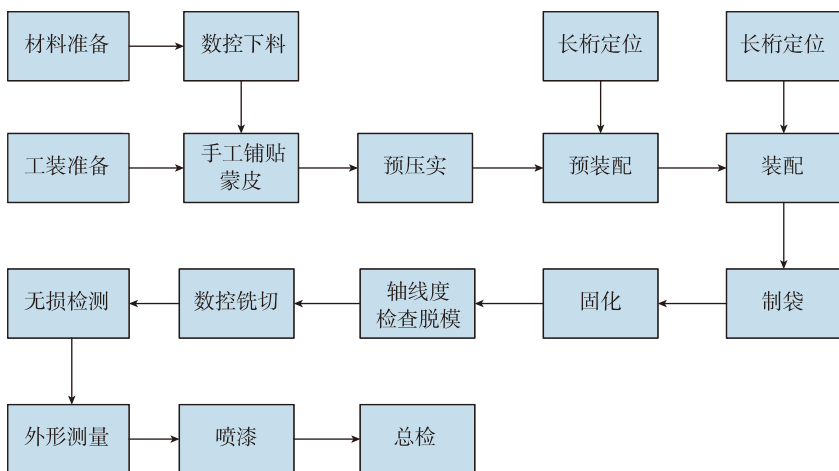 材料准备
数控下料
长桁定位
长桁定位
工装准备
手工铺贴
蒙皮
预压实
预装配
装配
无损检测
数控铣切
轴线度
检查脱模
固化
制袋
外形测量
喷漆
总检